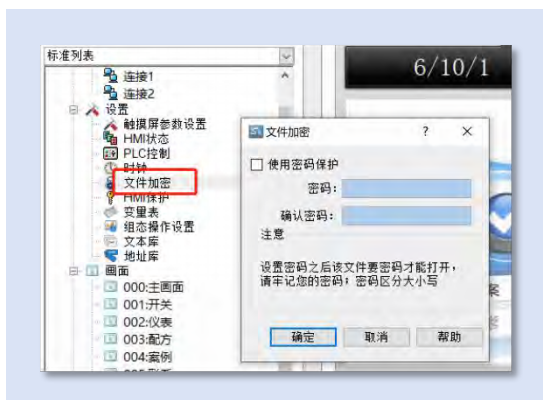 标准列表
6/10/1
连接1
连接2
设置
触摸屏参数设置
HMI状态
PLC控制
时钟
文件加密
HMI保护
变量表
组态操作设置
文本库
地址库
画面
000:主画面
001:开关
002:仪表
003:配方
004:案例
文件加密
? ×
使用密码保护
密码:
确认密码:
注意
设置密码之后该文件要密码才能打开,
请牢记您的密码! 密码区分大小写
确定 取消 帮助
案